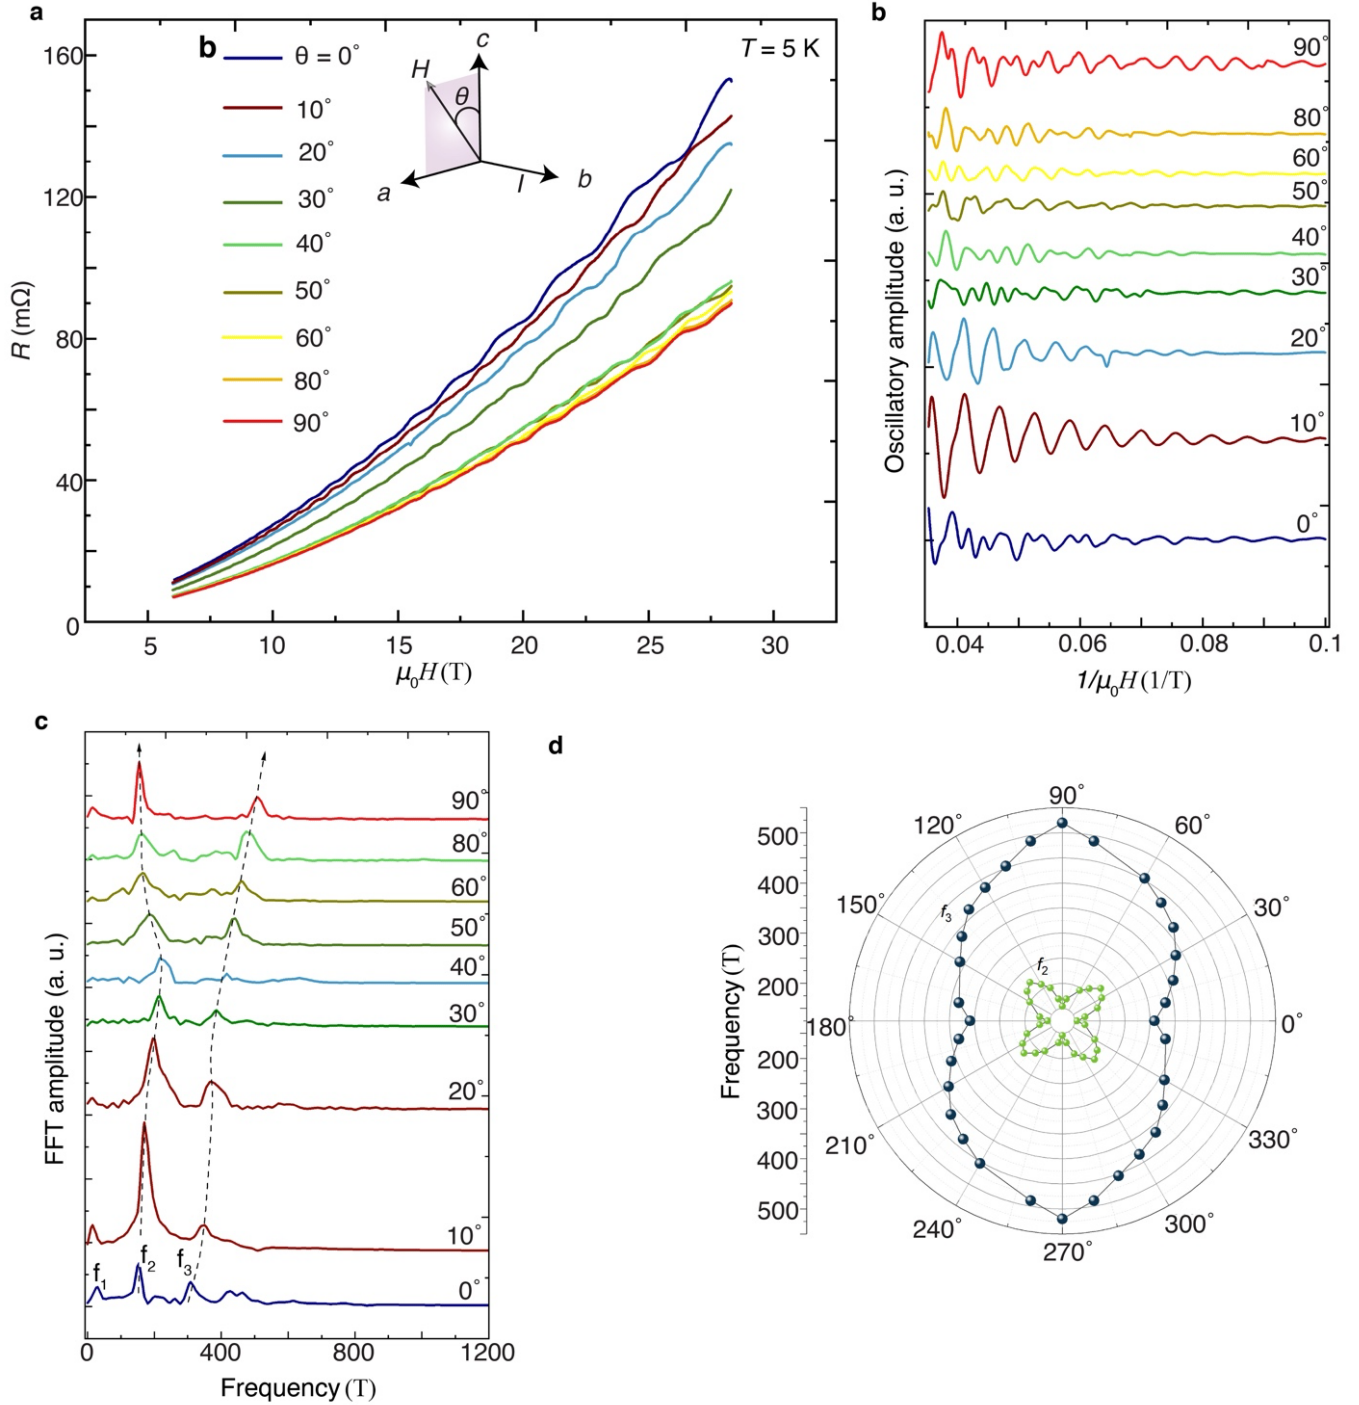 a
b
θ = 0°
10°
20°
30°
40°
50°
60°
80°
90°
c
H
θ
a
I
b
T = 5 K
160
120
80
40
0
R (mΩ)
5
10
15
20
25
30
μ₀H (T)
b
90°
80°
60°
50°
40°
30°
20°
10°
0°
Oscillatory amplitude (a. u.)
0.04
0.06
0.08
0.1
1/μ₀H (1/T)
c
90°
80°
60°
50°
40°
30°
20°
10°
0°
f₁
f₂
f₃
FFT amplitude (a. u.)
0
400
800
1200
Frequency (T)
d
90°
120°
60°
150°
30°
180°
0°
210°
330°
240°
300°
270°
f₃
f₂
500
400
300
200
200
300
400
500
Frequency (T)